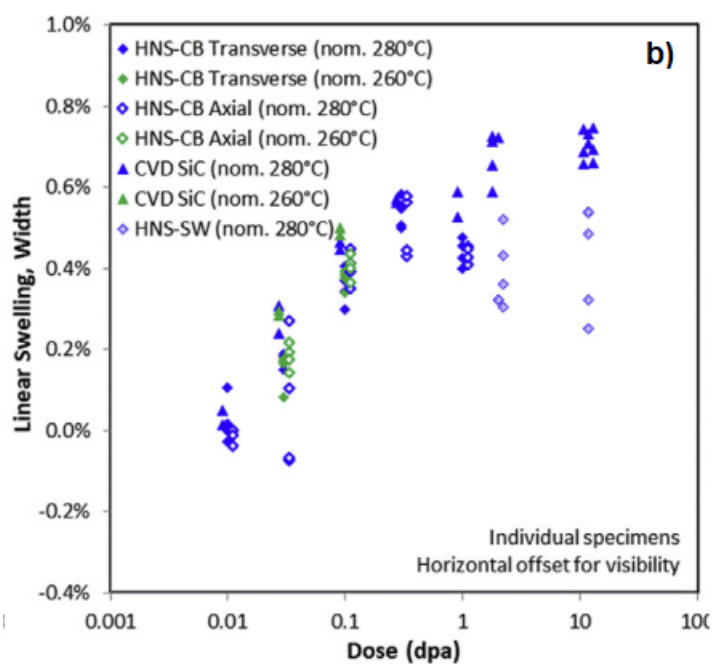 1.0%
b)
HNS-CB Transverse (nom. 280°C)
HNS-CB Transverse (nom. 260°C)
HNS-CB Axial (nom. 280°C)
HNS-CB Axial (nom. 260°C)
CVD SiC (nom. 280°C)
CVD SiC (nom. 260°C)
HNS-SW (nom. 280°C)
0.8%
0.6%
0.4%
0.2%
0.0%
-0.2%
-0.4%
Linear Swelling, Width
Individual specimens
Horizontal offset for visibility
0.001 0.01 0.1 1 10 100
Dose (dpa)